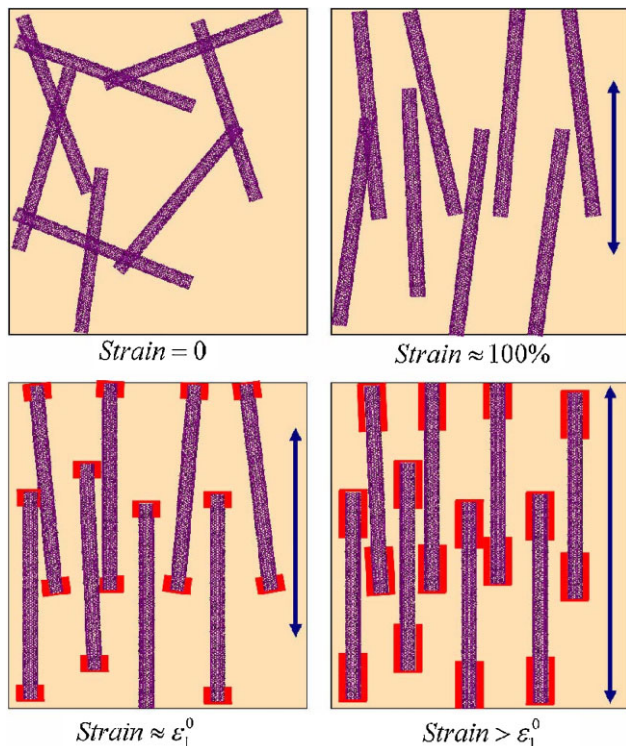 Strain = 0
Strain ≈ 100%
Strain ≈ ε₁⁰
Strain > ε₁⁰